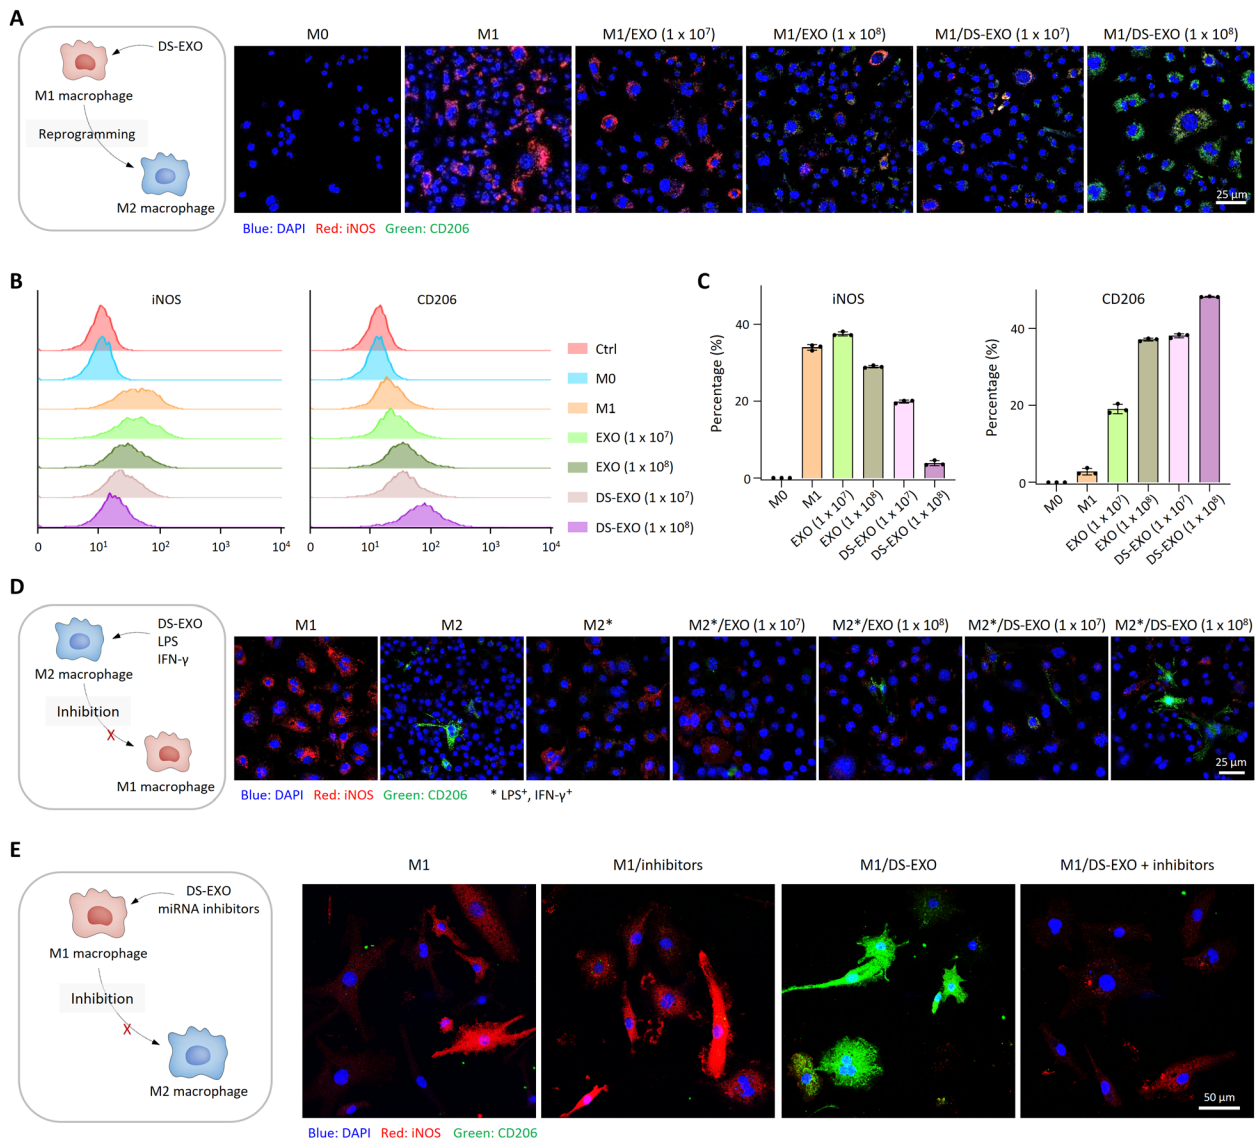 A
DS-EXO
M1 macrophage
Reprogramming
M2 macrophage
M0
M1
M1/EXO (1 x 10⁷)
M1/EXO (1 x 10⁸)
M1/DS-EXO (1 x 10⁷)
M1/DS-EXO (1 x 10⁸)
25 µm
Blue: DAPI Red: iNOS Green: CD206
B
iNOS
CD206
0 10¹ 10² 10³ 10⁴
0 10¹ 10² 10³ 10⁴
Ctrl
M0
M1
EXO (1 x 10⁷)
EXO (1 x 10⁸)
DS-EXO (1 x 10⁷)
DS-EXO (1 x 10⁸)
C
iNOS
Percentage (%)
40
20
0
M0
M1
EXO (1 x 10⁷)
EXO (1 x 10⁸)
DS-EXO (1 x 10⁷)
DS-EXO (1 x 10⁸)
CD206
Percentage (%)
40
20
0
M0
M1
EXO (1 x 10⁷)
EXO (1 x 10⁸)
DS-EXO (1 x 10⁷)
DS-EXO (1 x 10⁸)
D
DS-EXO
LPS
IFN-γ
M2 macrophage
Inhibition
X
M1 macrophage
M1
M2
M2*
M2*/EXO (1 x 10⁷)
M2*/EXO (1 x 10⁸)
M2*/DS-EXO (1 x 10⁷)
M2*/DS-EXO (1 x 10⁸)
25 µm
Blue: DAPI Red: iNOS Green: CD206 * LPS⁺, IFN-γ⁺
E
DS-EXO
miRNA inhibitors
M1 macrophage
Inhibition
X
M2 macrophage
M1
M1/inhibitors
M1/DS-EXO
M1/DS-EXO + inhibitors
50 µm
Blue: DAPI Red: iNOS Green: CD206